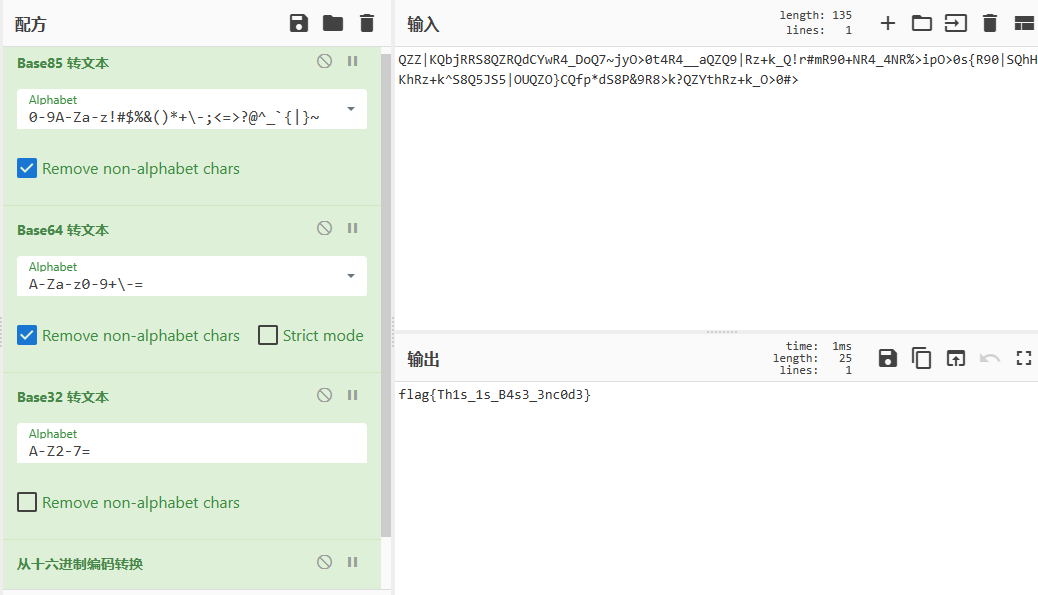 配方
Base85 转文本
Alphabet
0-9A-Za-z!#$%&()*+\-;<=>?@^_`{|}~
Remove non-alphabet chars
Base64 转文本
Alphabet
A-Za-z0-9+\-=
Remove non-alphabet chars
Strict mode
Base32 转文本
Alphabet
A-Z2-7=
Remove non-alphabet chars
从十六进制编码转换
输入
length: 135
lines: 1
QZZ|KQbjRRS8QZRQdCYwR4_DoQ7~jyO>0t4R4__aQZQ9|Rz+k_Q!r#mR90+NR4_4NR%>ipO>0s{R90|SQhH
KhRz+k^S&Q5JS5|OUQZO}CQfp*dS8P&9R8>k?QZYthRz+k_O>0#>
输出
time: 1ms
length: 25
lines: 1
flag{Th1s_1s_B4s3_3nc0d3}